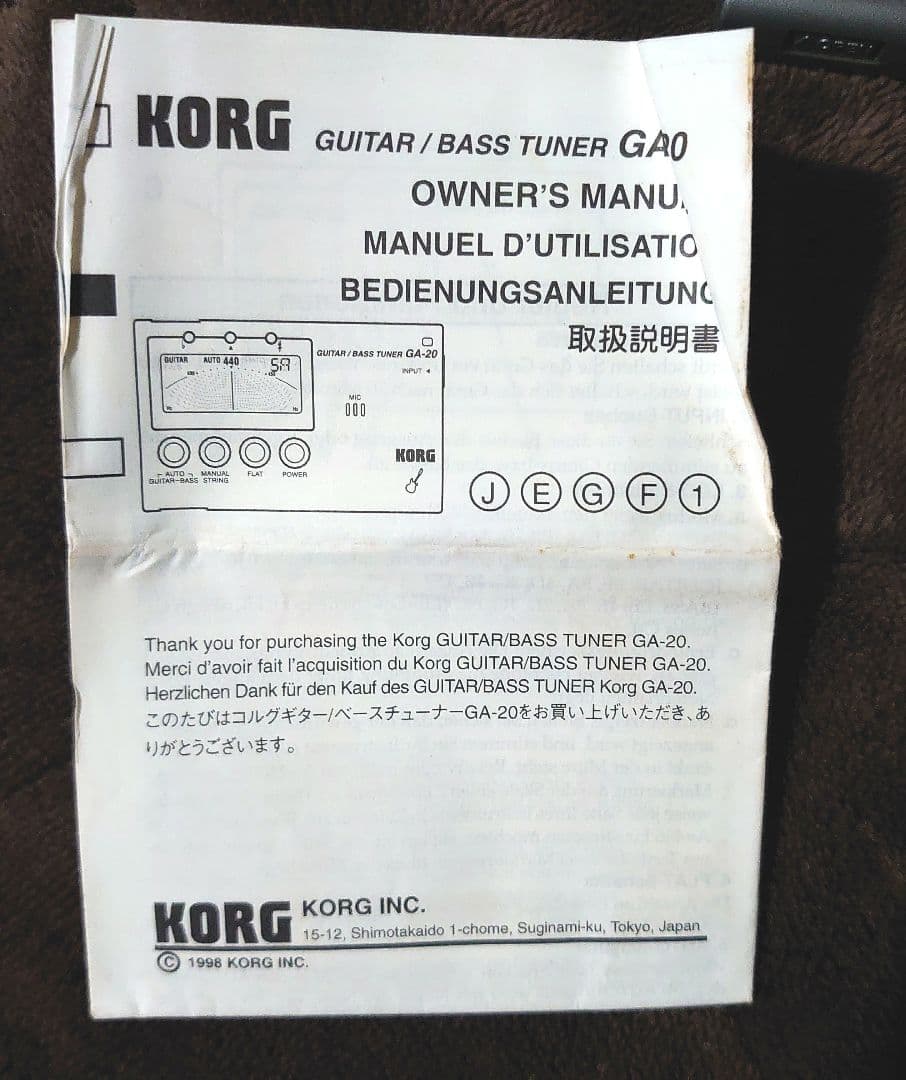 KORG GUITAR / BASS TUNER GA0
OWNER'S MANU
MANUEL D'UTILISATIO
BEDIENUNGSANLEITUNG
取扱説明書
GUITAR AUTO 440 5A
GUITAR / BASS TUNER GA-20
INPUT
MIC
KORG
AUTO MANUAL FLAT POWER
GUITAR-BASS STRING
J E G F 1
Thank you for purchasing the Korg GUITAR/BASS TUNER GA-20.
Merci d'avoir fait l'acquisition du Korg GUITAR/BASS TUNER GA-20.
Herzlichen Dank für den Kauf des GUITAR/BASS TUNER Korg GA-20.
このたびはコルグギター/ベースチューナーGA-20をお買い上げいただき、あ
りがとうございます。
KORG KORG INC.
15-12, Shimotakaido 1-chome, Suginami-ku, Tokyo, Japan
© 1998 KORG INC.